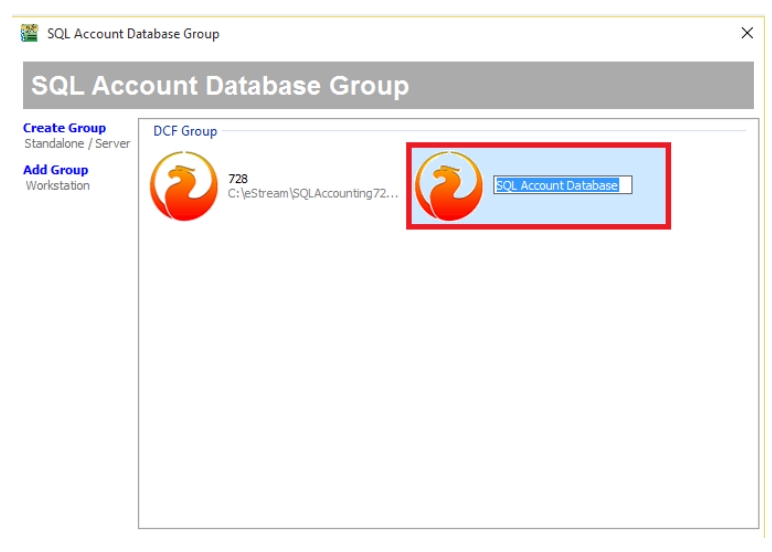 SQL Account Database Group
SQL Account Database Group
Create Group
Standalone / Server
Add Group
Workstation
DCF Group
728
C:\eStream\SQLAccounting72...
SQL Account Database